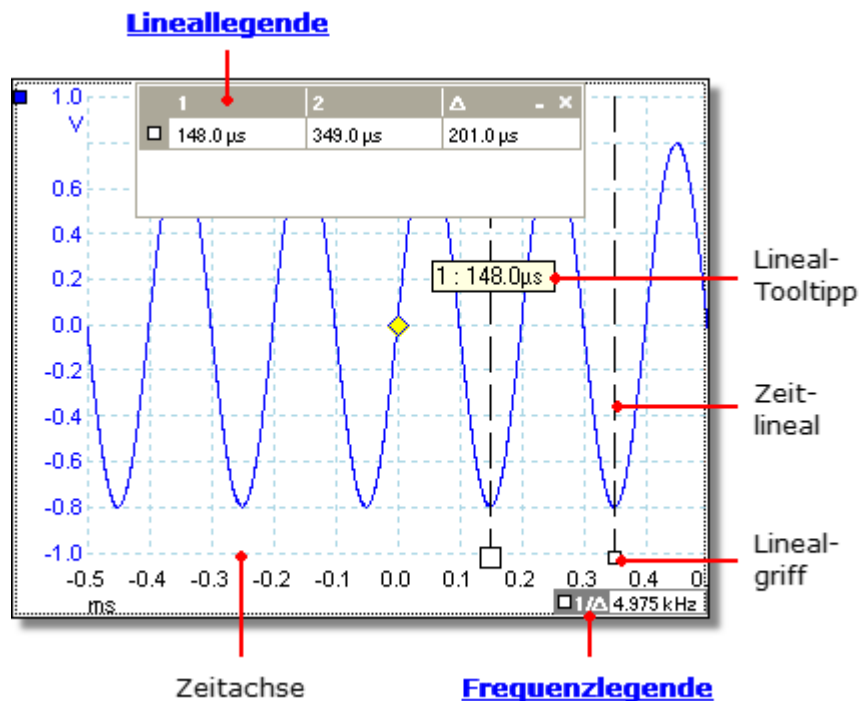 Lineallegende
1 2 Δ - ×
148.0 µs 349.0 µs 201.0 µs
1.0
V
0.6
0.4
0.2
0.0
-0.2
-0.4
-0.6
-0.8
-1.0
1 : 148.0µs
Lineal-
Tooltipp
Zeit-
lineal
Lineal-
griff
-0.5 -0.4 -0.3 -0.2 -0.1 0.0 0.1 0.2 0.3 0.4 0.
ms
1/Δ 4.975 kHz
Zeitachse
Frequenzlegende